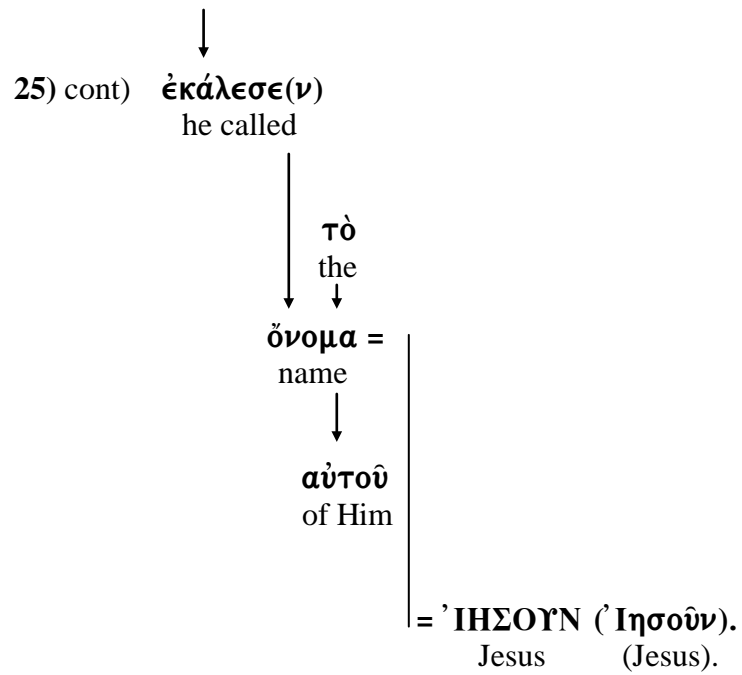 25) cont) ἐκάλεσε(ν)
he called
τὸ
the
ὄνομα =
name
αὐτοῦ
of Him
= ᾿ΙΗΣΟΥΝ (᾿Ιησοῦν).
Jesus (Jesus).